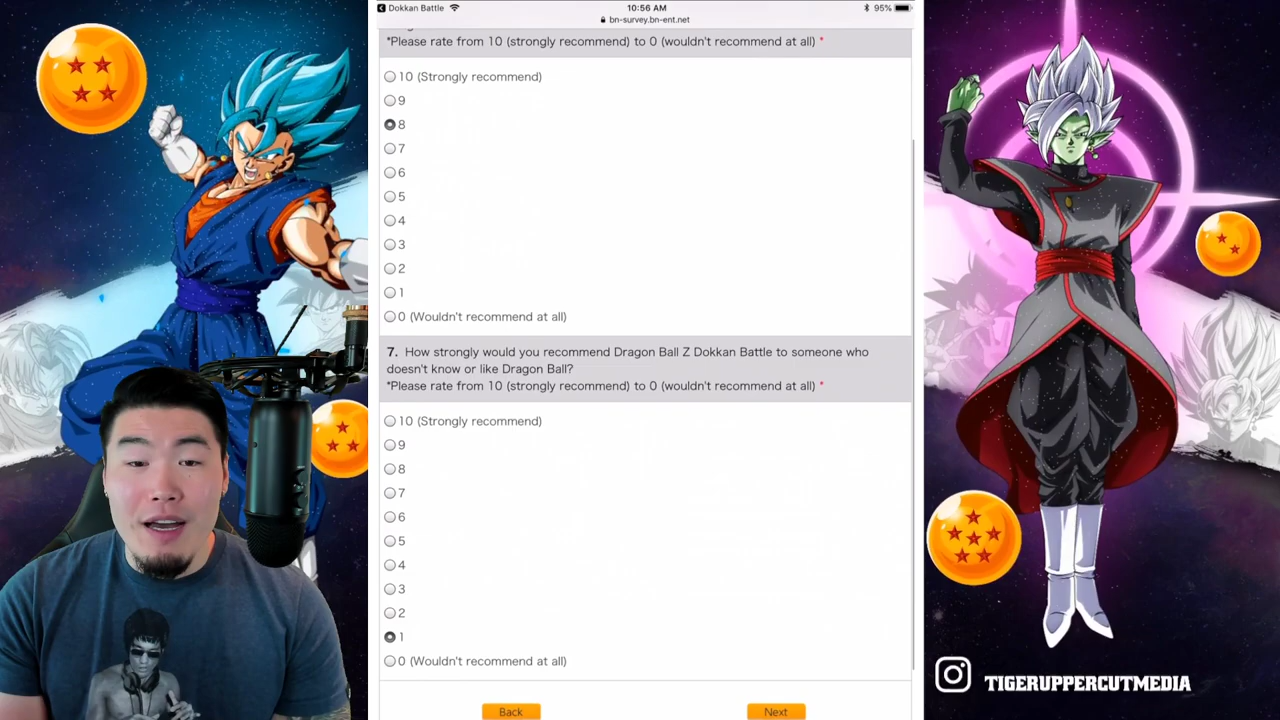 Dokkan Battle
10:56 AM
95%
bn-survey.bn-ent.net
*Please rate from 10 (strongly recommend) to 0 (wouldn't recommend at all) *
10 (Strongly recommend)
9
8
7
6
5
4
3
2
1
0 (Wouldn't recommend at all)
7. How strongly would you recommend Dragon Ball Z Dokkan Battle to someone who
doesn't know or like Dragon Ball?
*Please rate from 10 (strongly recommend) to 0 (wouldn't recommend at all) *
10 (Strongly recommend)
9
8
7
6
5
4
3
2
1
0 (Wouldn't recommend at all)
Back
Next
TIGERUPPERCUTMEDIA